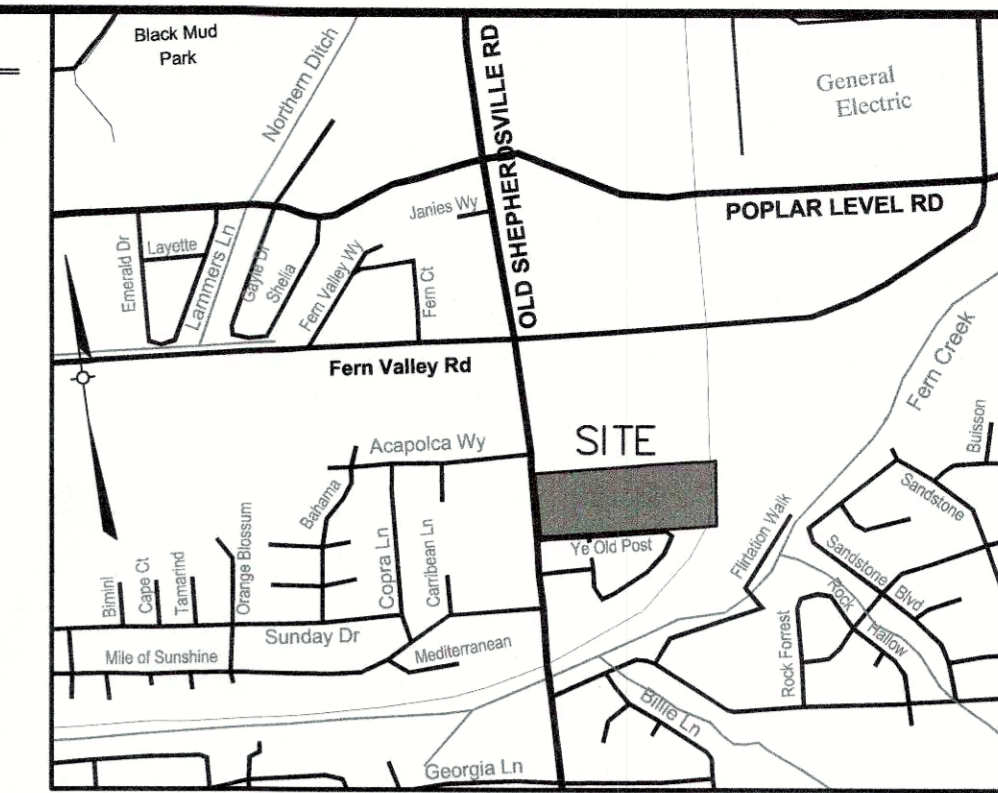 Black Mud
Park
Northern Ditch
OLD SHEPHERDSVILLE RD
General
Electric
Janies Wy
POPLAR LEVEL RD
Emerald Dr
Layette
Lammers Ln
Gayle Dr
Shelia
Fern Valley Wy
Fern Ct
Fern Valley Rd
Fern Creek
Buisson
SITE
Acapolca Wy
Bahama
Sandstone
Orange Blossum
Copra Ln
Carribean Ln
Ye Old Post
Flirtation Walk
Sandstone
Blvd
Bimini
Cape Ct
Tamarind
Rock
Hallow
Rock Forrest
Sunday Dr
Mile of Sunshine
Mediterranean
Billie Ln
Georgia Ln